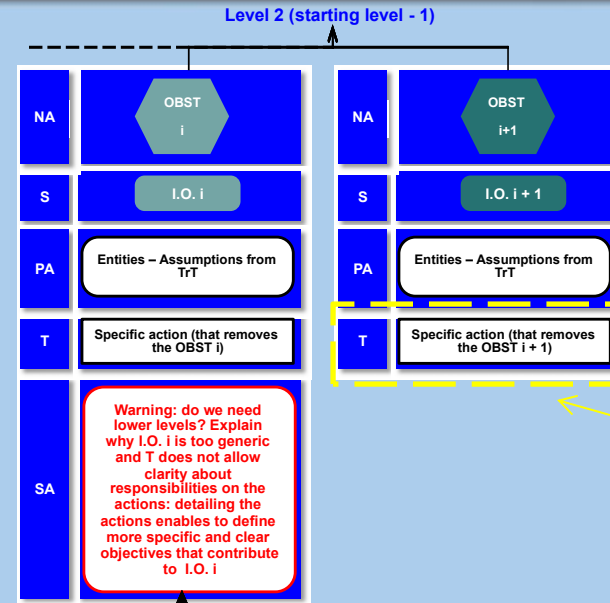 Level 2 (starting level - 1)
NA
OBST
i
S
I.O. i
PA
Entities – Assumptions from
TrT
T
Specific action (that removes
the OBST i)
SA
Warning: do we need
lower levels? Explain
why I.O. i is too generic
and T does not allow
clarity about
responsibilities on the
actions: detailing the
actions enables to define
more specific and clear
objectives that contribute
to I.O. i
NA
OBST
i+1
S
I.O. i + 1
PA
Entities – Assumptions from
TrT
T
Specific action (that removes
the OBST i + 1)